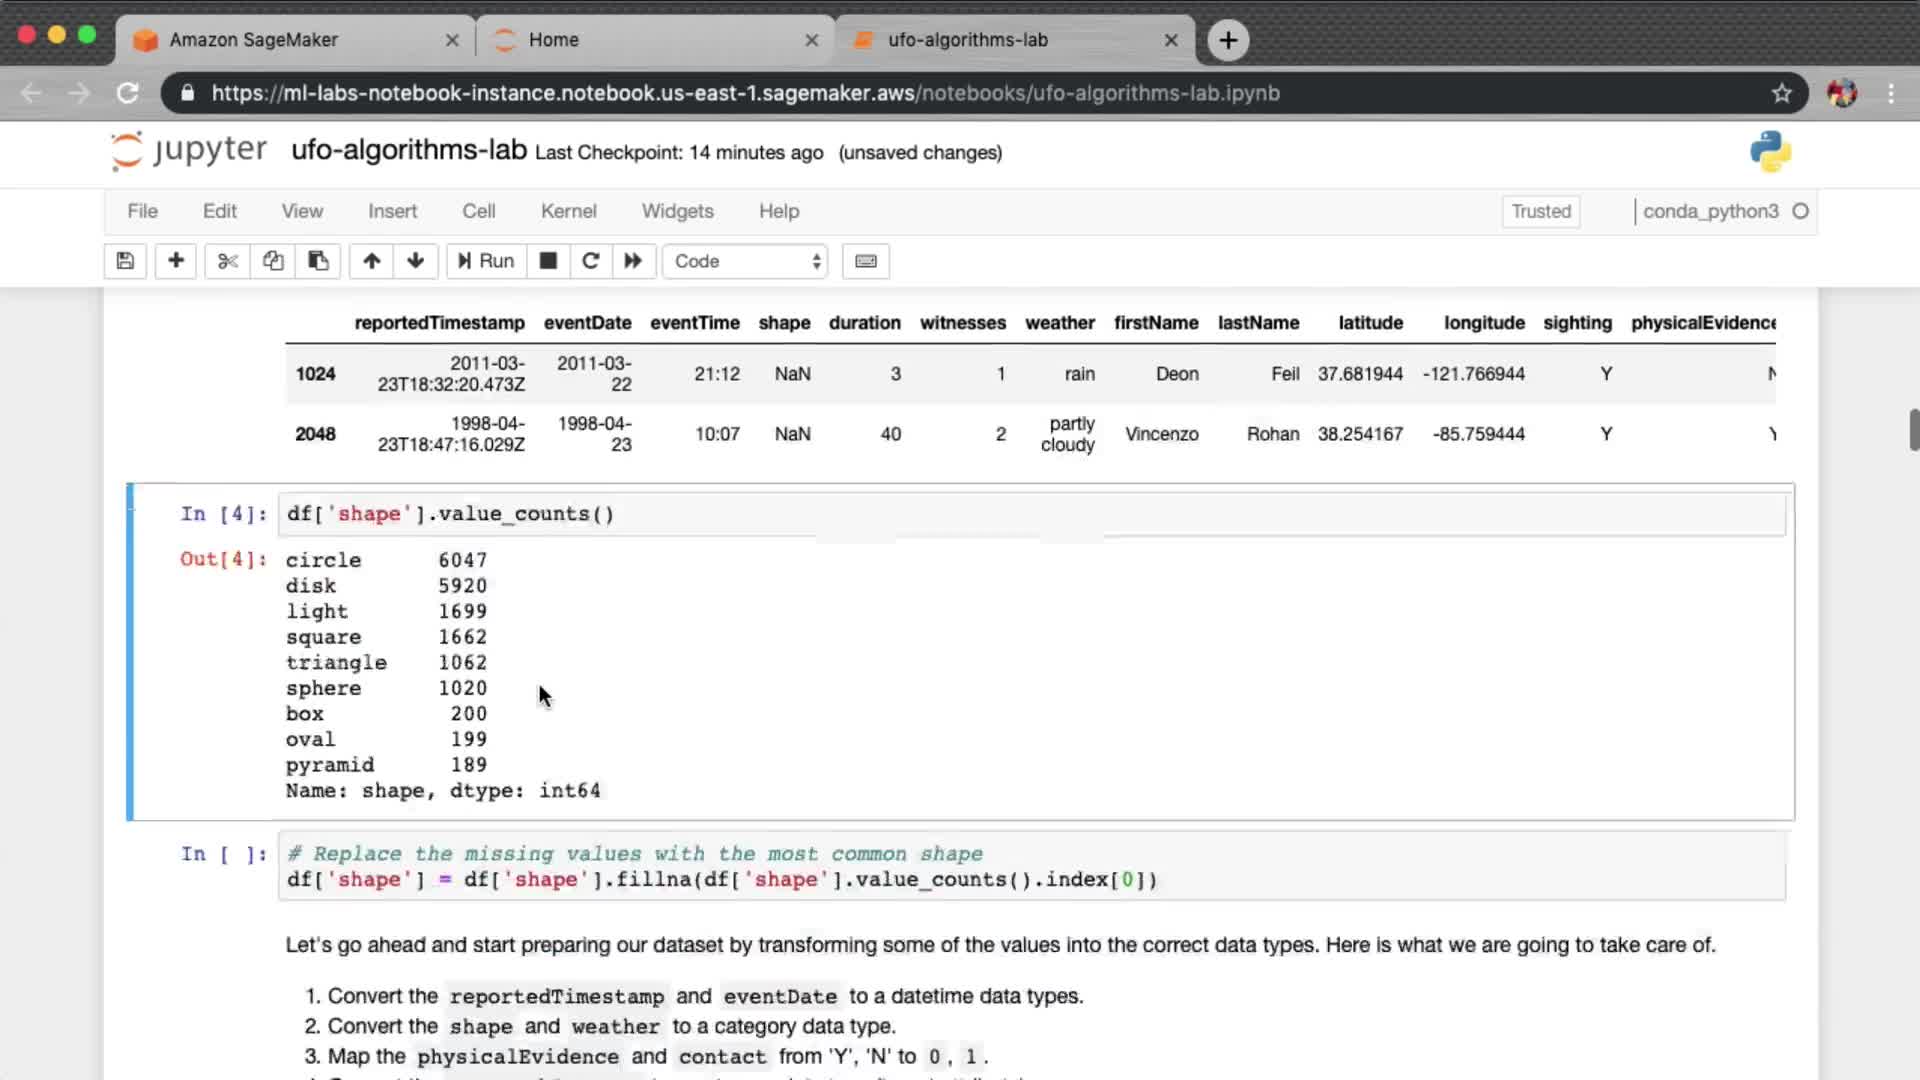 Amazon SageMaker
Home
ufo-algorithms-lab
https://ml-labs-notebook-instance.notebook.us-east-1.sagemaker.aws/notebooks/ufo-algorithms-lab.ipynb
jupyter ufo-algorithms-lab Last Checkpoint: 14 minutes ago (unsaved changes)
File Edit View Insert Cell Kernel Widgets Help Trusted conda_python3
Run Code
reportedTimestamp eventDate eventTime shape duration witnesses weather firstName lastName latitude longitude sighting physicalEvidence
1024 2011-03-23T18:32:20.473Z 2011-03-22 21:12 NaN 3 1 rain Deon Feil 37.681944 -121.766944 Y N
2048 1998-04-23T18:47:16.029Z 1998-04-23 10:07 NaN 40 2 partly cloudy Vincenzo Rohan 38.254167 -85.759444 Y Y
In [4]: df['shape'].value_counts()
Out[4]: circle 6047
disk 5920
light 1699
square 1662
triangle 1062
sphere 1020
box 200
oval 199
pyramid 189
Name: shape, dtype: int64
In [ ]: # Replace the missing values with the most common shape
df['shape'] = df['shape'].fillna(df['shape'].value_counts().index[0])
Let's go ahead and start preparing our dataset by transforming some of the values into the correct data types. Here is what we are going to take care of.
1. Convert the reportedTimestamp and eventDate to a datetime data types.
2. Convert the shape and weather to a category data type.
3. Map the physicalEvidence and contact from 'Y', 'N' to 0, 1.